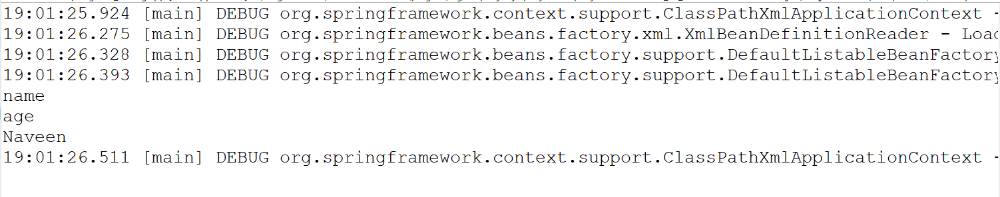 19:01:25.924 [main] DEBUG org.springframework.context.support.ClassPathXmlApplicationContext -
19:01:26.275 [main] DEBUG org.springframework.beans.factory.xml.XmlBeanDefinitionReader - Load
19:01:26.328 [main] DEBUG org.springframework.beans.factory.support.DefaultListableBeanFactory
19:01:26.393 [main] DEBUG org.springframework.beans.factory.support.DefaultListableBeanFactory
name
age
Naveen
19:01:26.511 [main] DEBUG org.springframework.context.support.ClassPathXmlApplicationContext -